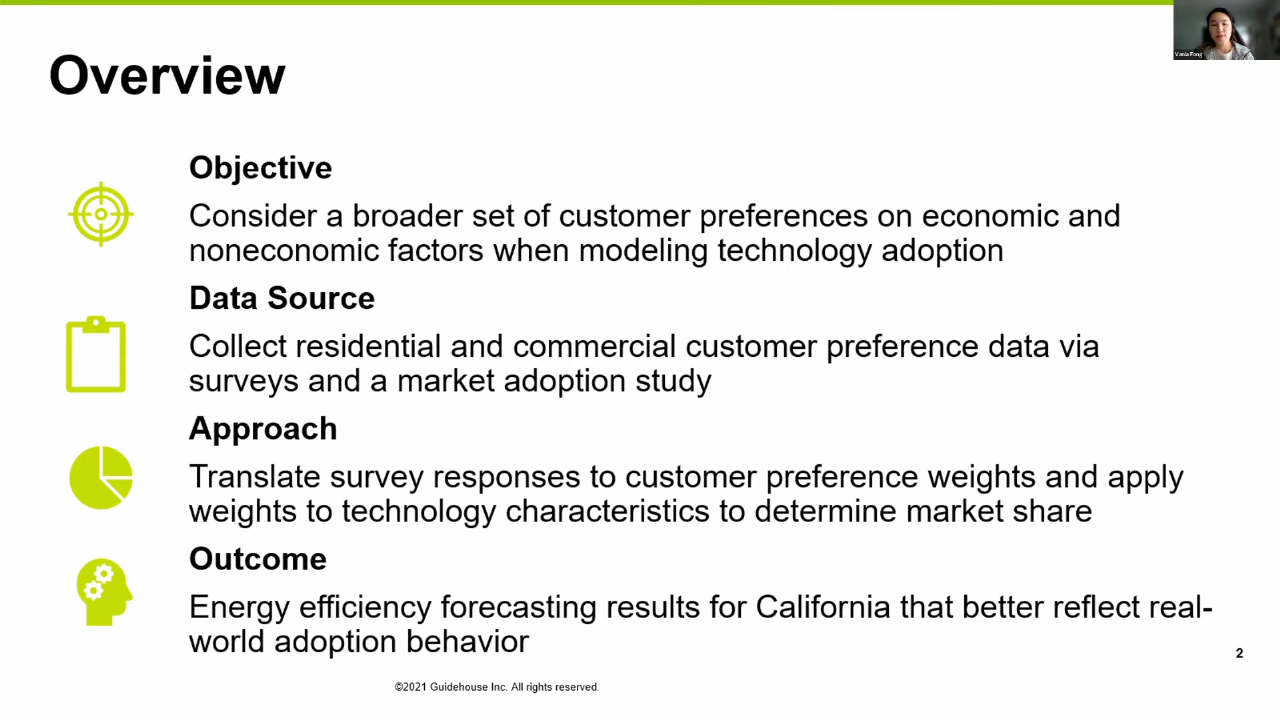 Vania Fong
Overview
Objective
Consider a broader set of customer preferences on economic and
noneconomic factors when modeling technology adoption
Data Source
Collect residential and commercial customer preference data via
surveys and a market adoption study
Approach
Translate survey responses to customer preference weights and apply
weights to technology characteristics to determine market share
Outcome
Energy efficiency forecasting results for California that better reflect real-
world adoption behavior
2
©2021 Guidehouse Inc. All rights reserved.